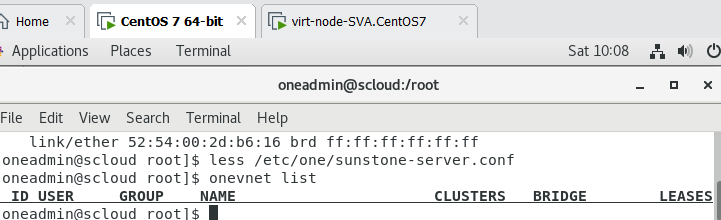 Home CentOS 7 64-bit virt-node-SVA.CentOS7
Applications Places Terminal Sat 10:08
oneadmin@scloud:/root
File Edit View Search Terminal Help
link/ether 52:54:00:2d:b6:16 brd ff:ff:ff:ff:ff:ff
oneadmin@scloud root]$ less /etc/one/sunstone-server.conf
oneadmin@scloud root]$ onevnet list
ID USER GROUP NAME CLUSTERS BRIDGE LEASES
oneadmin@scloud root]$